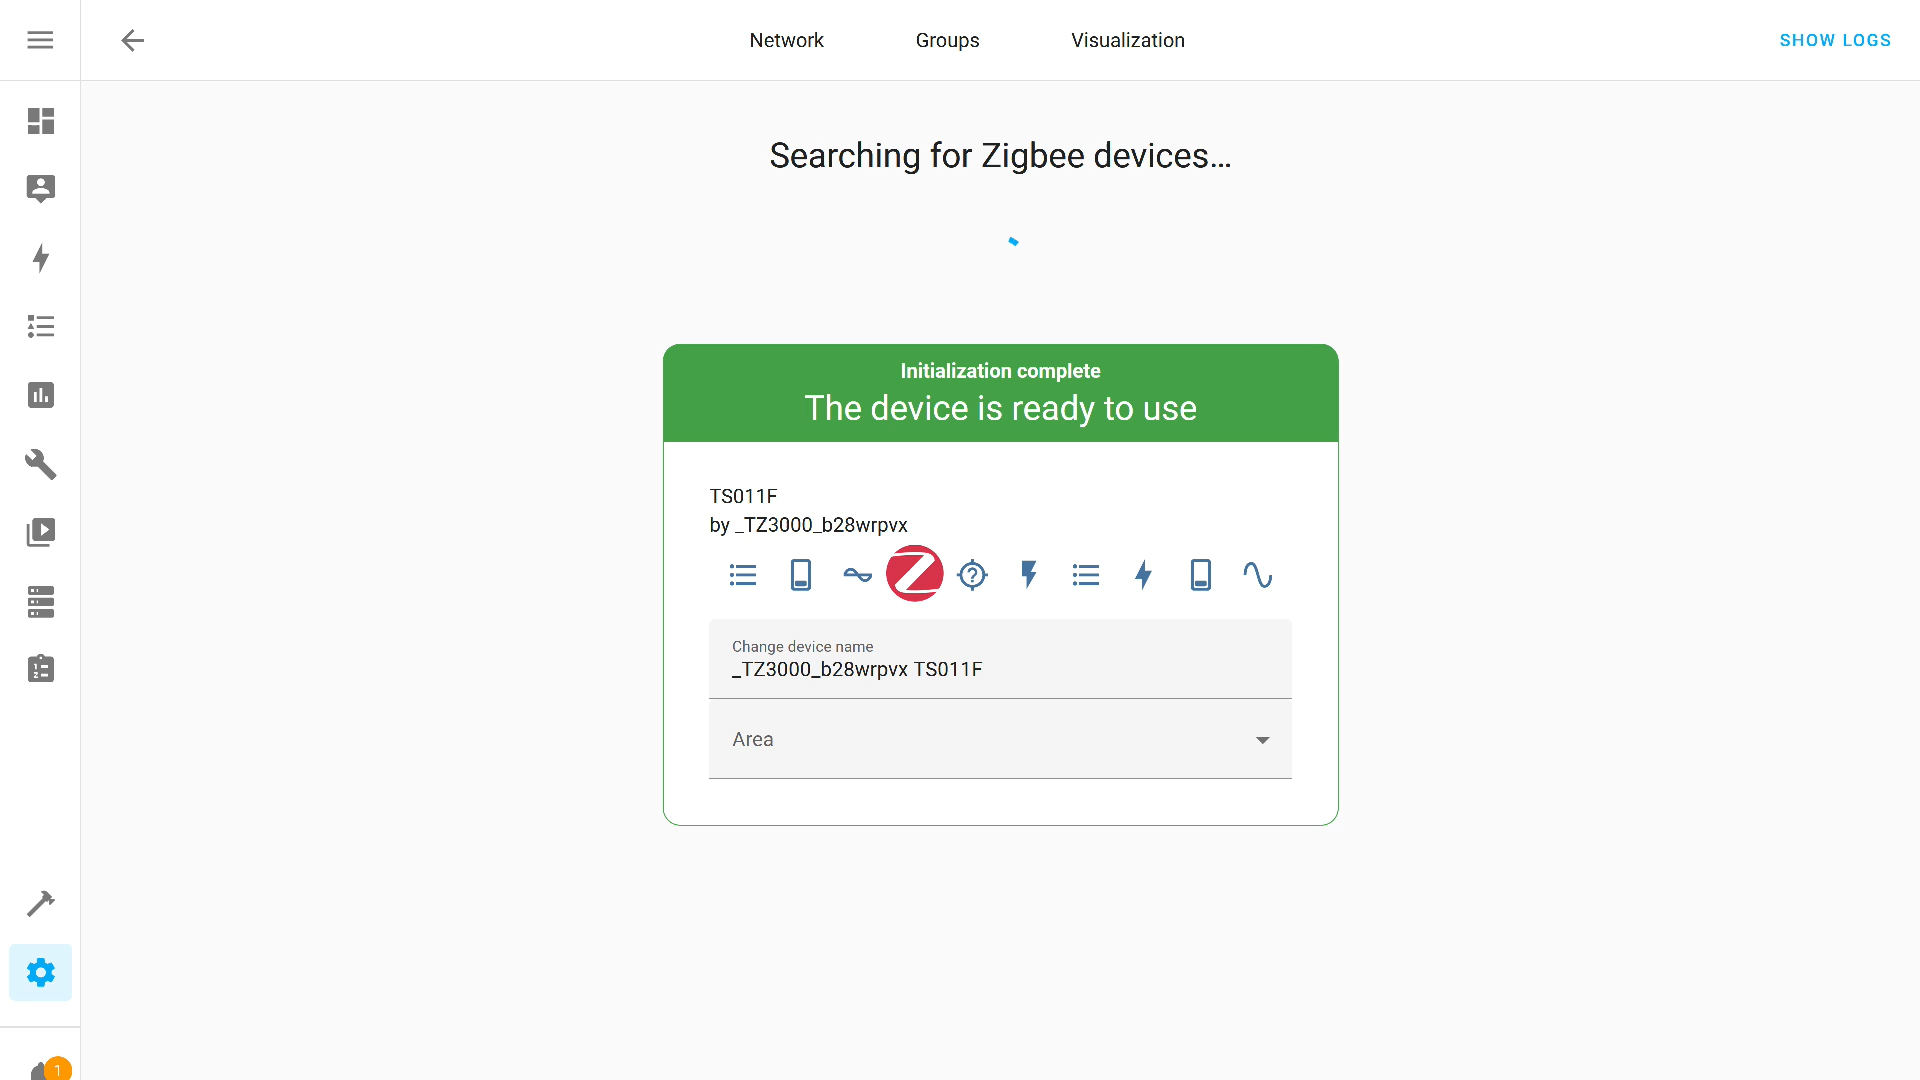 Network Groups Visualization SHOW LOGS
Searching for Zigbee devices...
Initialization complete
The device is ready to use
TS011F
by _TZ3000_b28wrpvx
Change device name
_TZ3000_b28wrpvx TS011F
Area
1